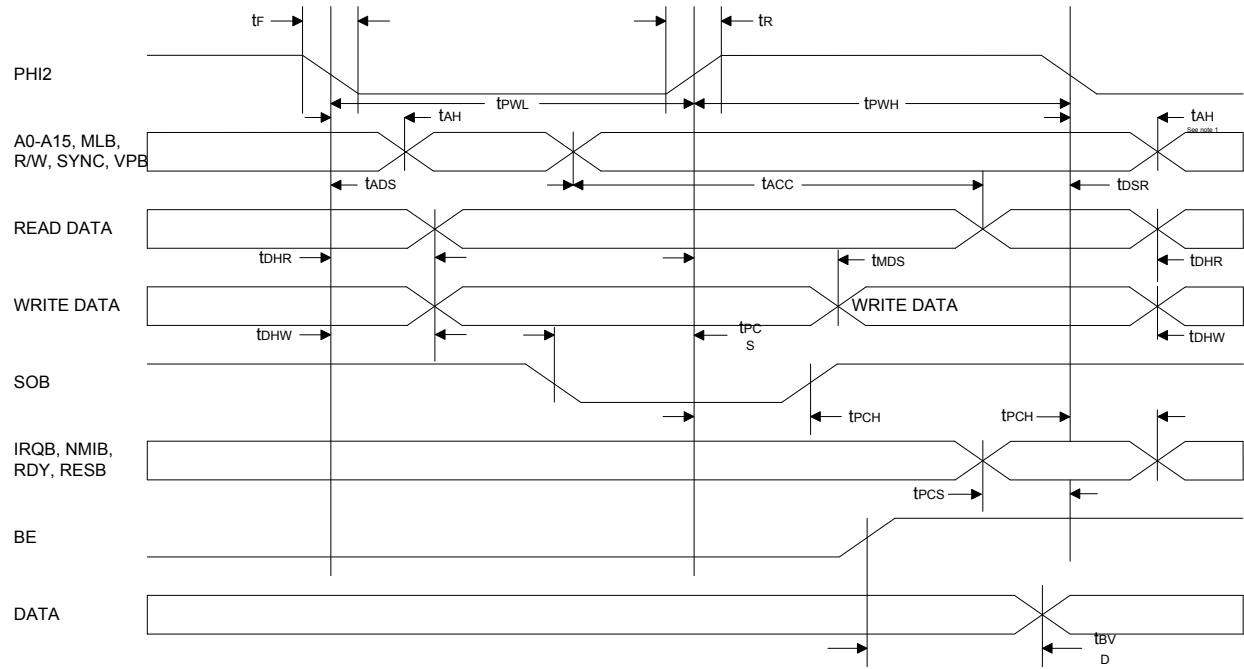 tF
tR
PHI2
tPWL
tPWH
tAH
tAH
See note 1
A0-A15, MLB,
R/W, SYNC, VPB
tADS
tACC
tDSR
READ DATA
tDHR
tMDS
tDHR
WRITE DATA
WRITE DATA
tDHW
tPC
S
tDHW
SOB
tPCH
tPCH
IRQB, NMIB,
RDY, RESB
tPCS
BE
DATA
tBV
D